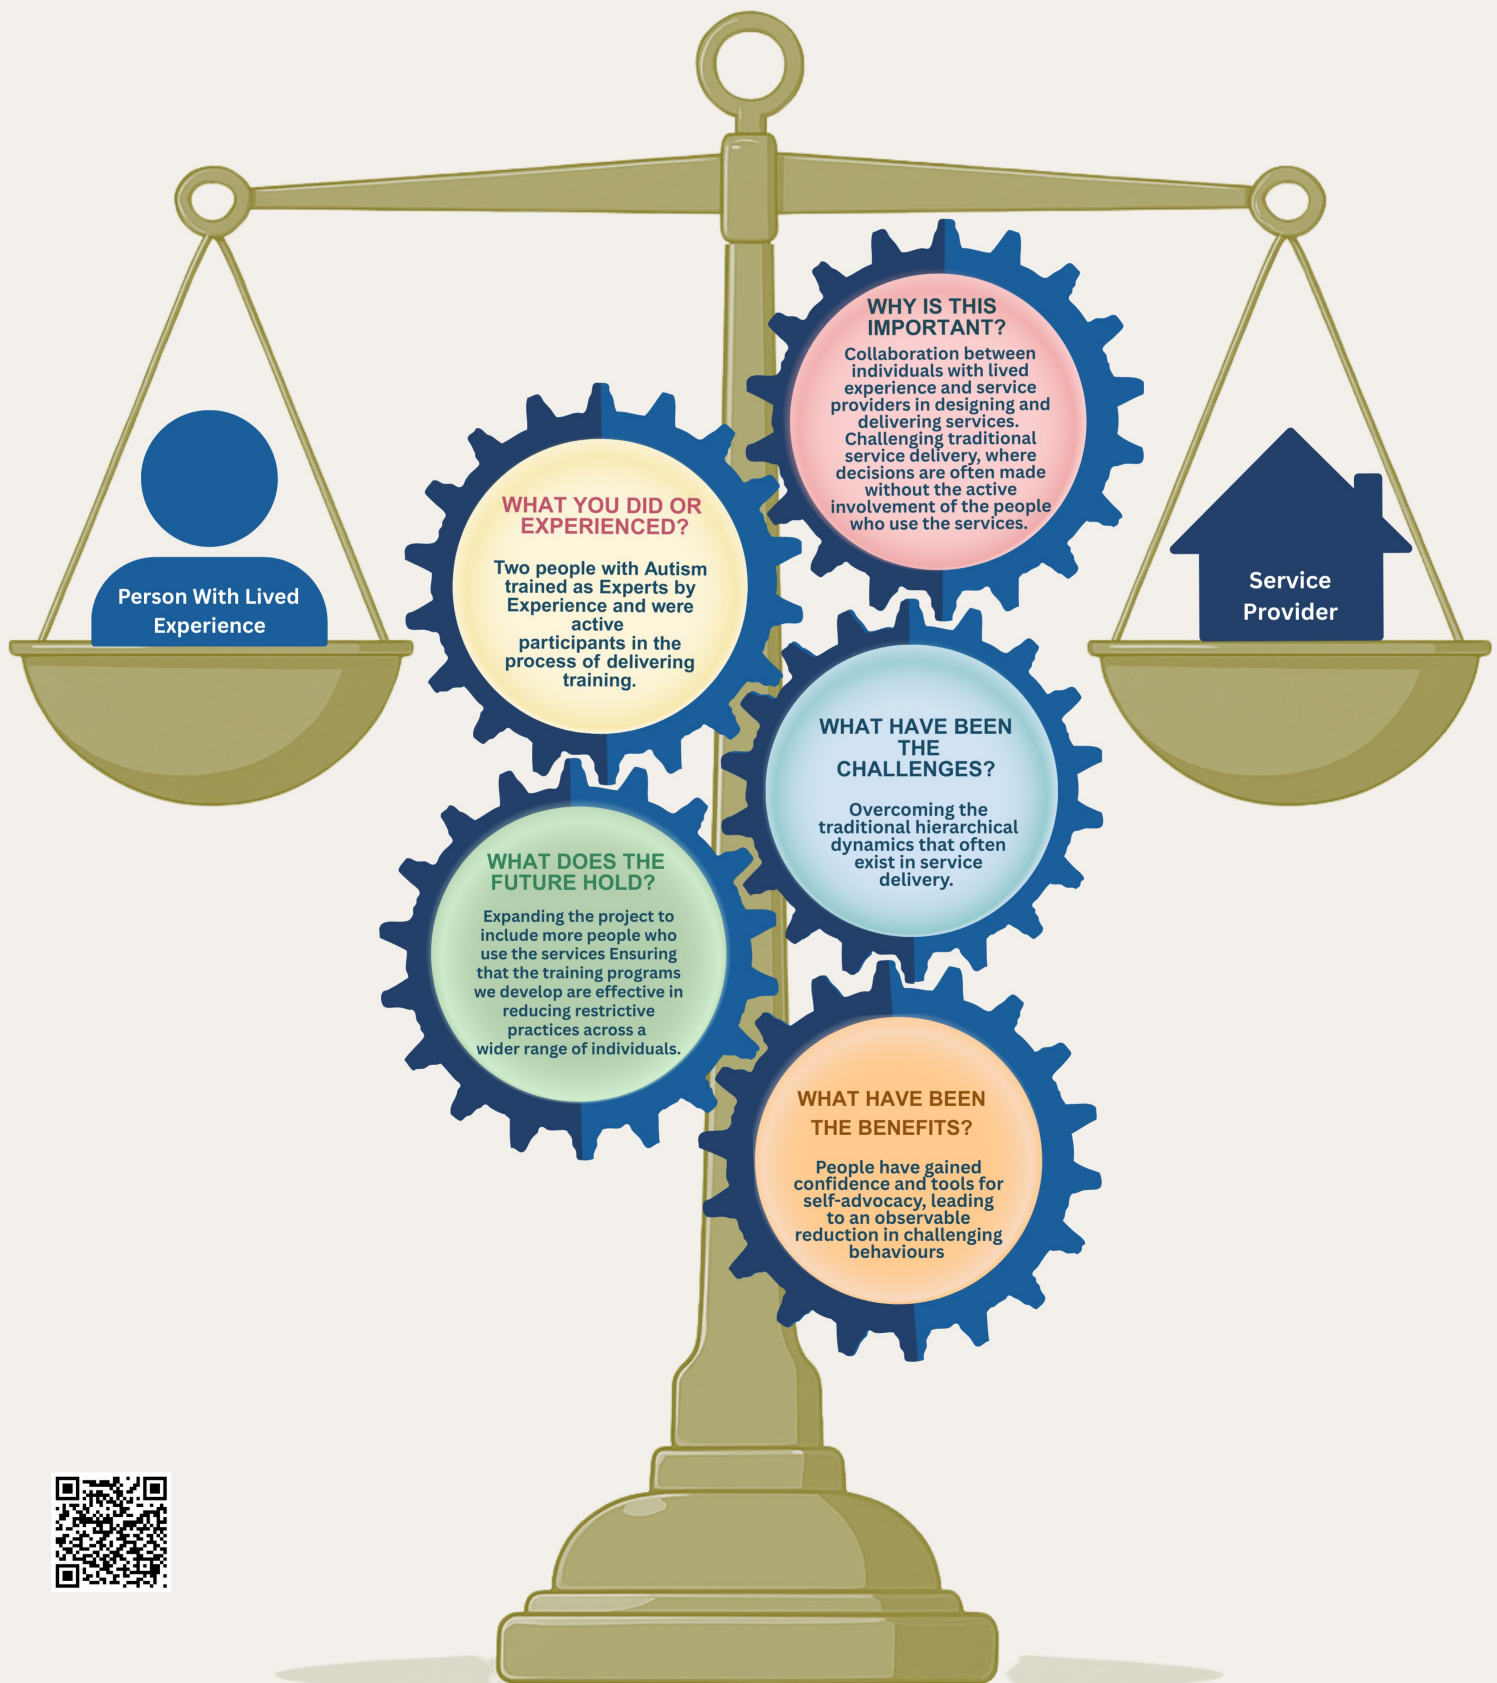 WHY IS THIS
IMPORTANT?
Collaboration between
individuals with lived
experience and service
providers in designing and
delivering services.
Challenging traditional
service delivery, where
decisions are often made
without the active
involvement of the people
who use the services.
WHAT YOU DID OR
EXPERIENCED?
Two people with Autism
trained as Experts by
Experience and were
active
participants in the
process of delivering
training.
Person With Lived
Experience
Service
Provider
WHAT HAVE BEEN
THE
CHALLENGES?
Overcoming the
traditional hierarchical
dynamics that often
exist in service
delivery.
WHAT DOES THE
FUTURE HOLD?
Expanding the project to
include more people who
use the services Ensuring
that the training programs
we develop are effective in
reducing restrictive
practices across a
wider range of individuals.
WHAT HAVE BEEN
THE BENEFITS?
People have gained
confidence and tools for
self-advocacy, leading
to an observable
reduction in challenging
behaviours